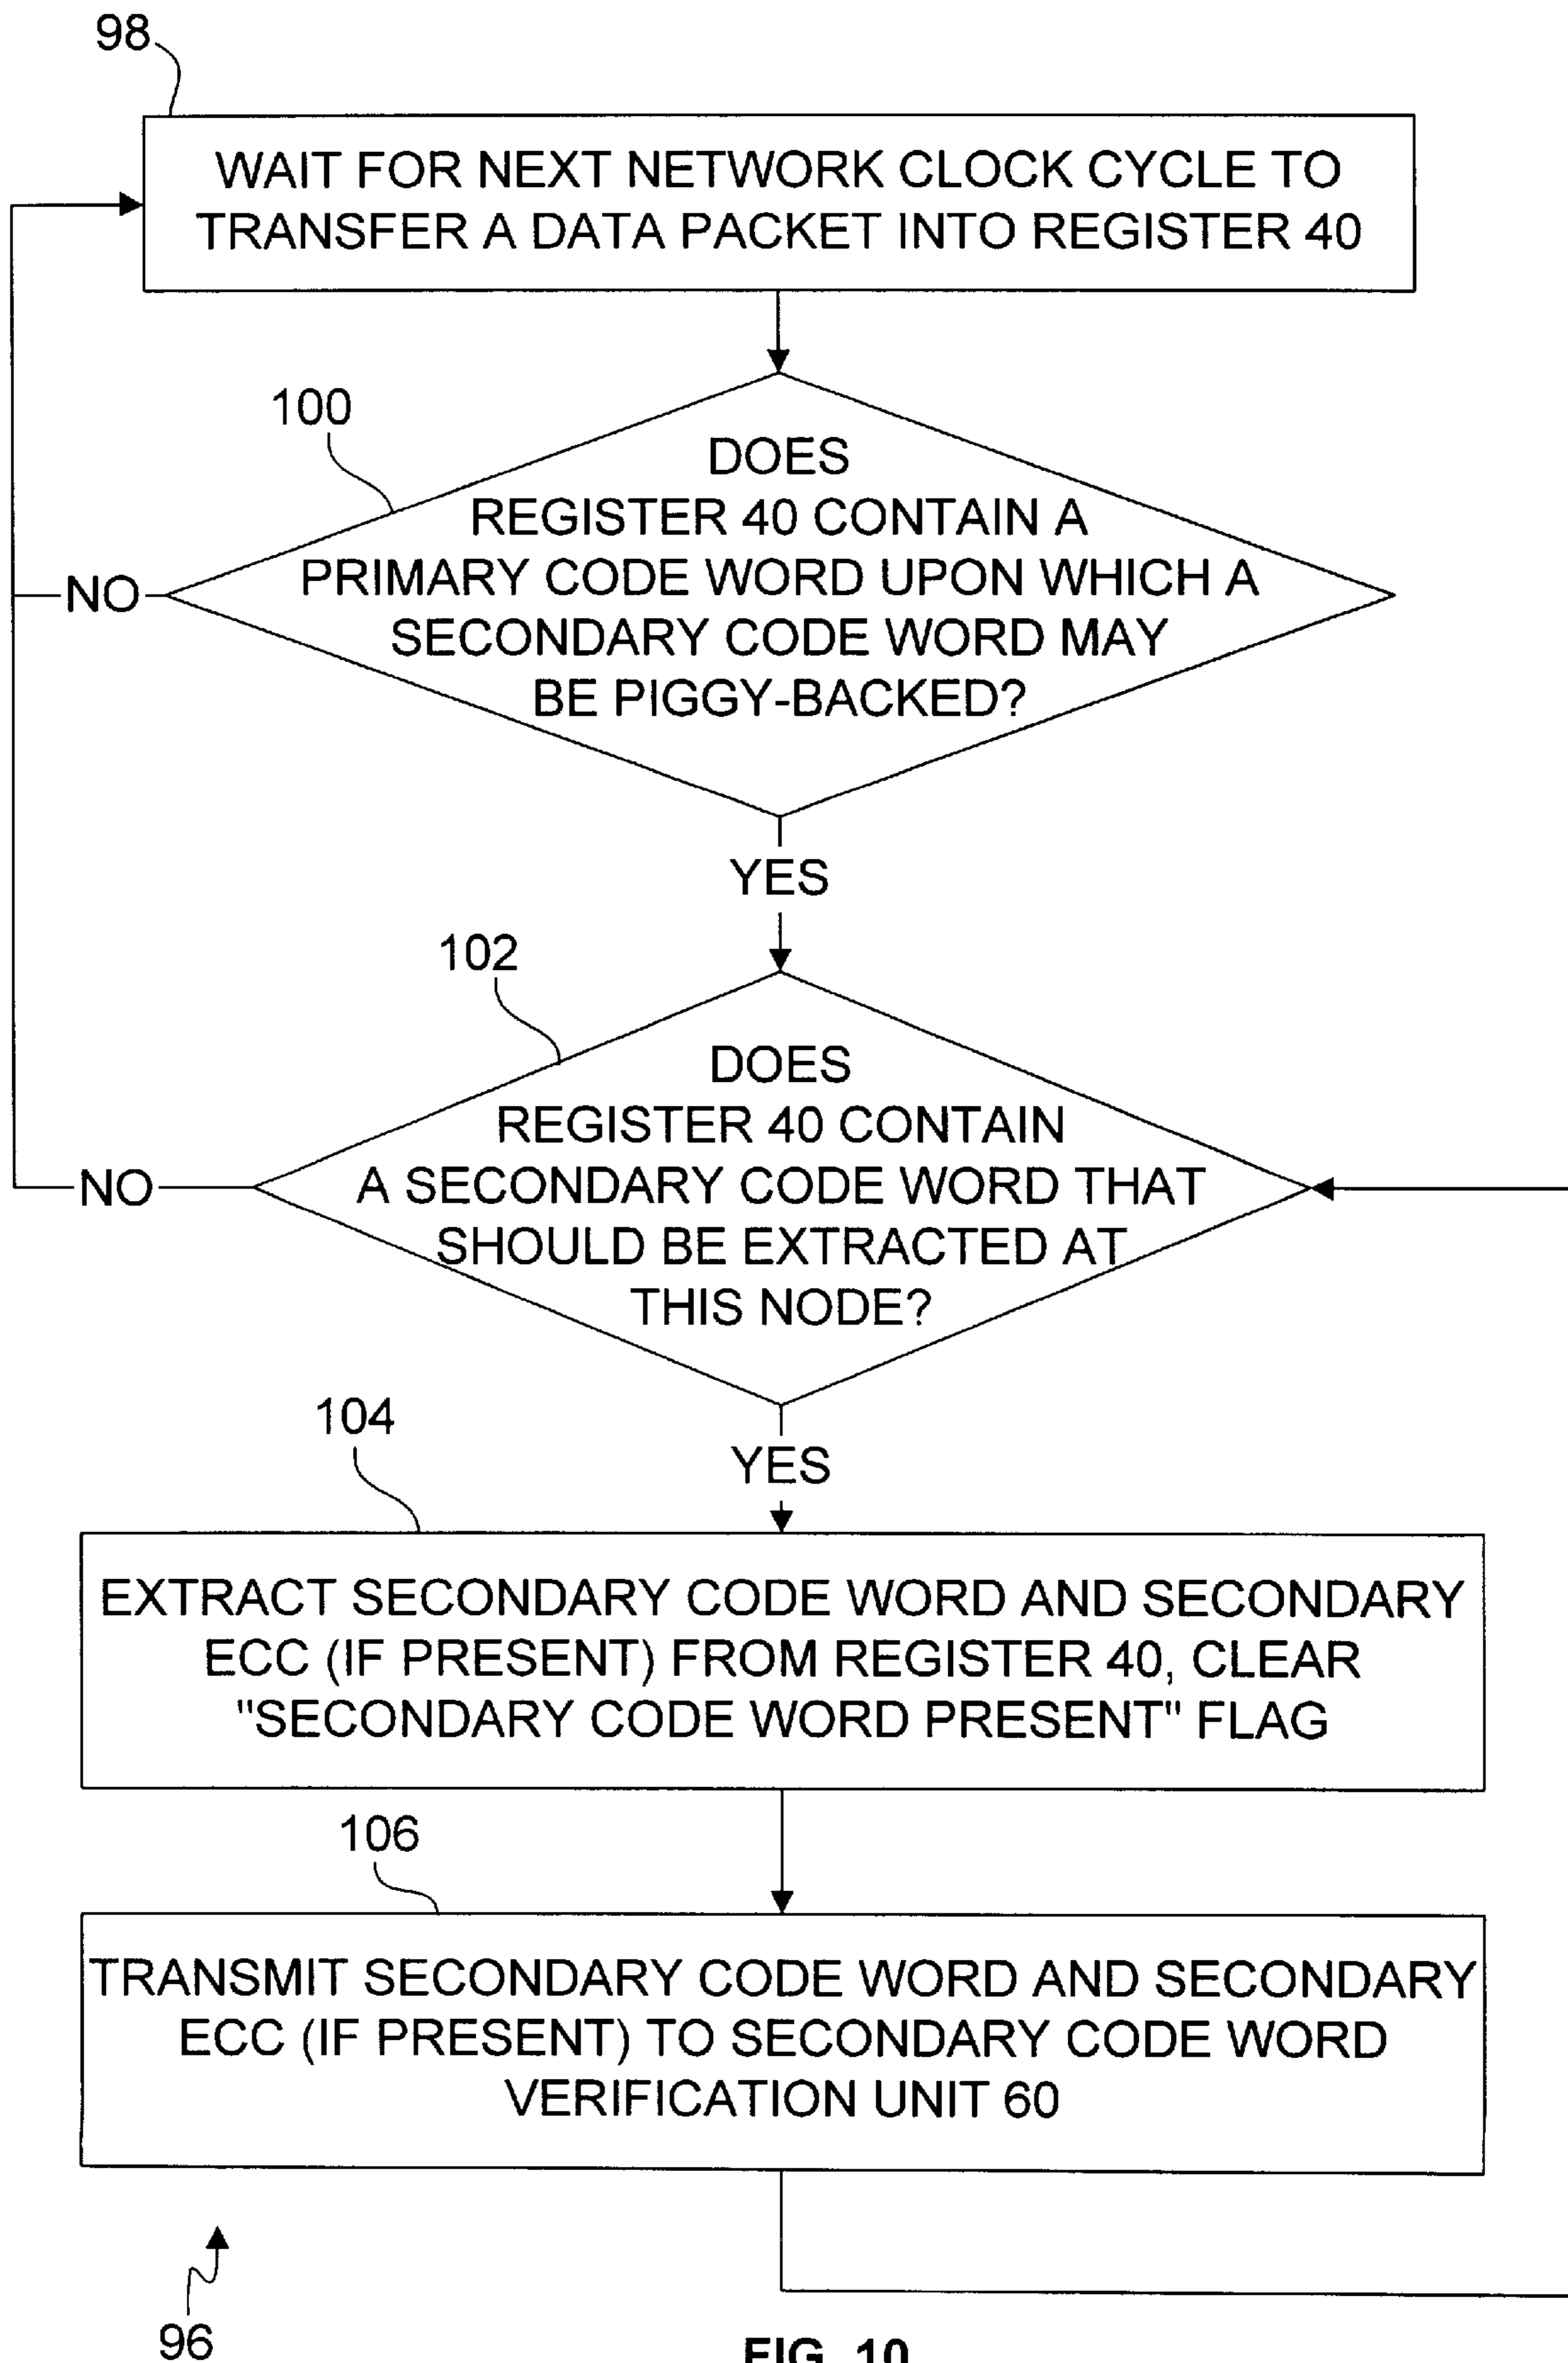 98
WAIT FOR NEXT NETWORK CLOCK CYCLE TO
TRANSFER A DATA PACKET INTO REGISTER 40
100
DOES
REGISTER 40 CONTAIN A
PRIMARY CODE WORD UPON WHICH A
SECONDARY CODE WORD MAY
BE PIGGY-BACKED?
NO
YES
102
DOES
REGISTER 40 CONTAIN
A SECONDARY CODE WORD THAT
SHOULD BE EXTRACTED AT
THIS NODE?
NO
YES
104
EXTRACT SECONDARY CODE WORD AND SECONDARY
ECC (IF PRESENT) FROM REGISTER 40, CLEAR
"SECONDARY CODE WORD PRESENT" FLAG
106
TRANSMIT SECONDARY CODE WORD AND SECONDARY
ECC (IF PRESENT) TO SECONDARY CODE WORD
VERIFICATION UNIT 60
96
FIG. 10